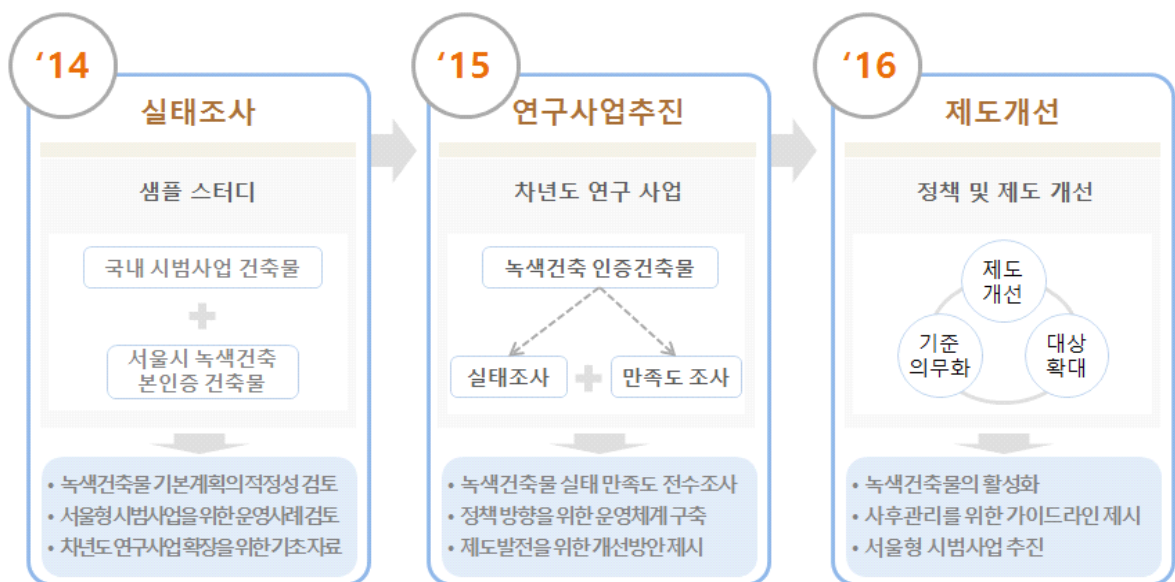 ‘14
실태조사
샘플 스터디
국내 시범사업 건축물
서울시 녹색건축
본인증 건축물
• 녹색건축물 기본계획의 적정성 검토
• 서울형 시범사업을 위한 운영사례 검토
• 차년도 연구사업 확장을 위한 기초자료
‘15
연구사업추진
차년도 연구 사업
녹색건축 인증건축물
실태조사
만족도 조사
• 녹색건축물 실태 만족도 전수조사
• 정책 방향을 위한 운영체계 구축
• 제도발전을 위한 개선방안 제시
‘16
제도개선
정책 및 제도 개선
제도
개선
기준
의무화
대상
확대
• 녹색건축물의 활성화
• 사후관리를 위한 가이드라인 제시
• 서울형 시범사업 추진